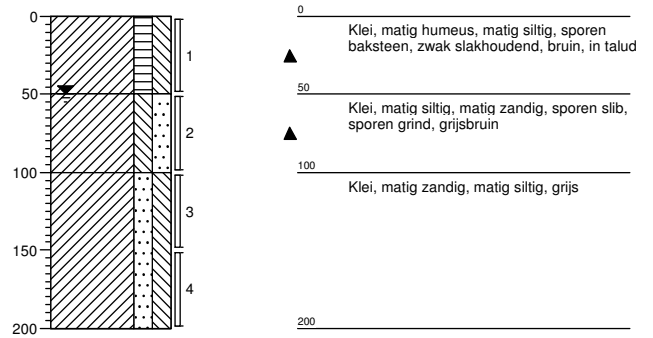 0
50
100
150
200
1
2
3
4
0
Klei, matig humeus, matig siltig, sporen
baksteen, zwak slakhoudend, bruin, in talud
50
Klei, matig siltig, matig zandig, sporen slib,
sporen grind, grijsbruin
100
Klei, matig zandig, matig siltig, grijs
200